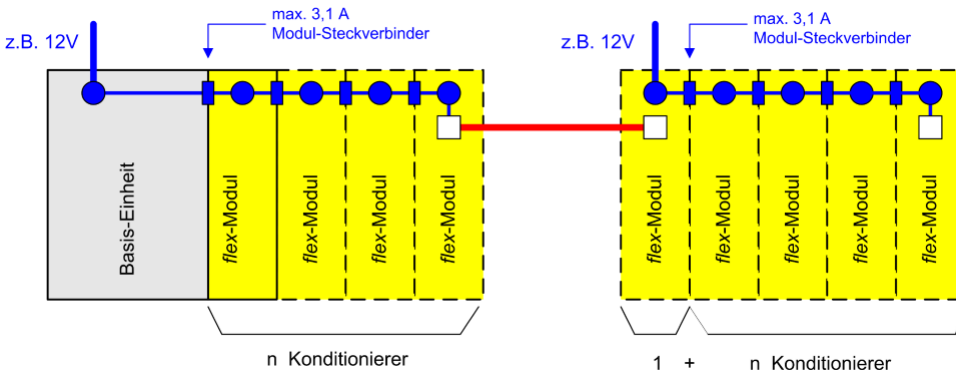 max. 3,1 A
Modul-Steckverbinder
z.B. 12V
max. 3,1 A
Modul-Steckverbinder
z.B. 12V
Basis-Einheit
flex-Modul
flex-Modul
flex-Modul
flex-Modul
flex-Modul
flex-Modul
flex-Modul
flex-Modul
flex-Modul
n Konditionierer
1 + n Konditionierer